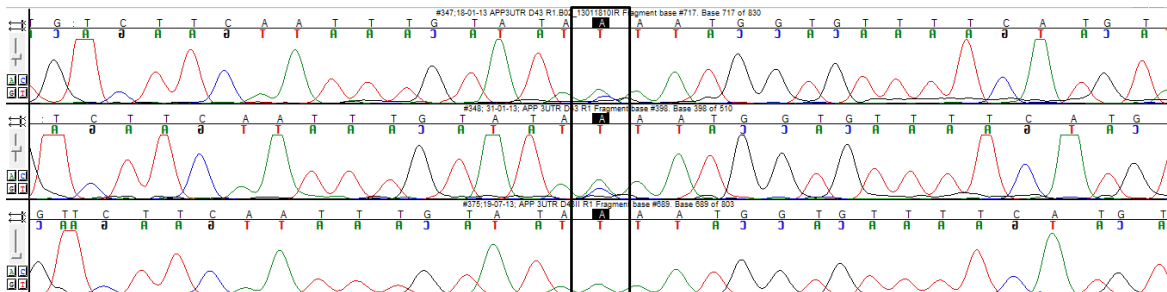 #347;18-01-13 APP3UTR D43 R1.B02_13011810IR Fragment base #717. Base 717 of 830
T G : T C T T C A A T T T G T A T A A A A T G G T G T T T T C A T G T
A C A G A A G T T A A A C A T A T T T T A C C A C A A A A G T A C A
A C
G T
#348; 31-01-13; APP 3UTR D43 R1 Fragment base #398. Base 398 of 510
: T C T T C A A T T T G T A T A A A A T G G T G T T T T C A T G
A G A A G T T A A A C A T A T T T T A C C A C A A A A G T A C
A C
G T
#375;19-07-13; APP 3UTR D43II R1 Fragment base #689. Base 689 of 803
G T T C T T C A A T T T G T A T A A A A T G G T G T T T T C A T G T
C A A G A A G T T A A A C A T A T T T T A C C A C A A A A G T A C A
A C
G T